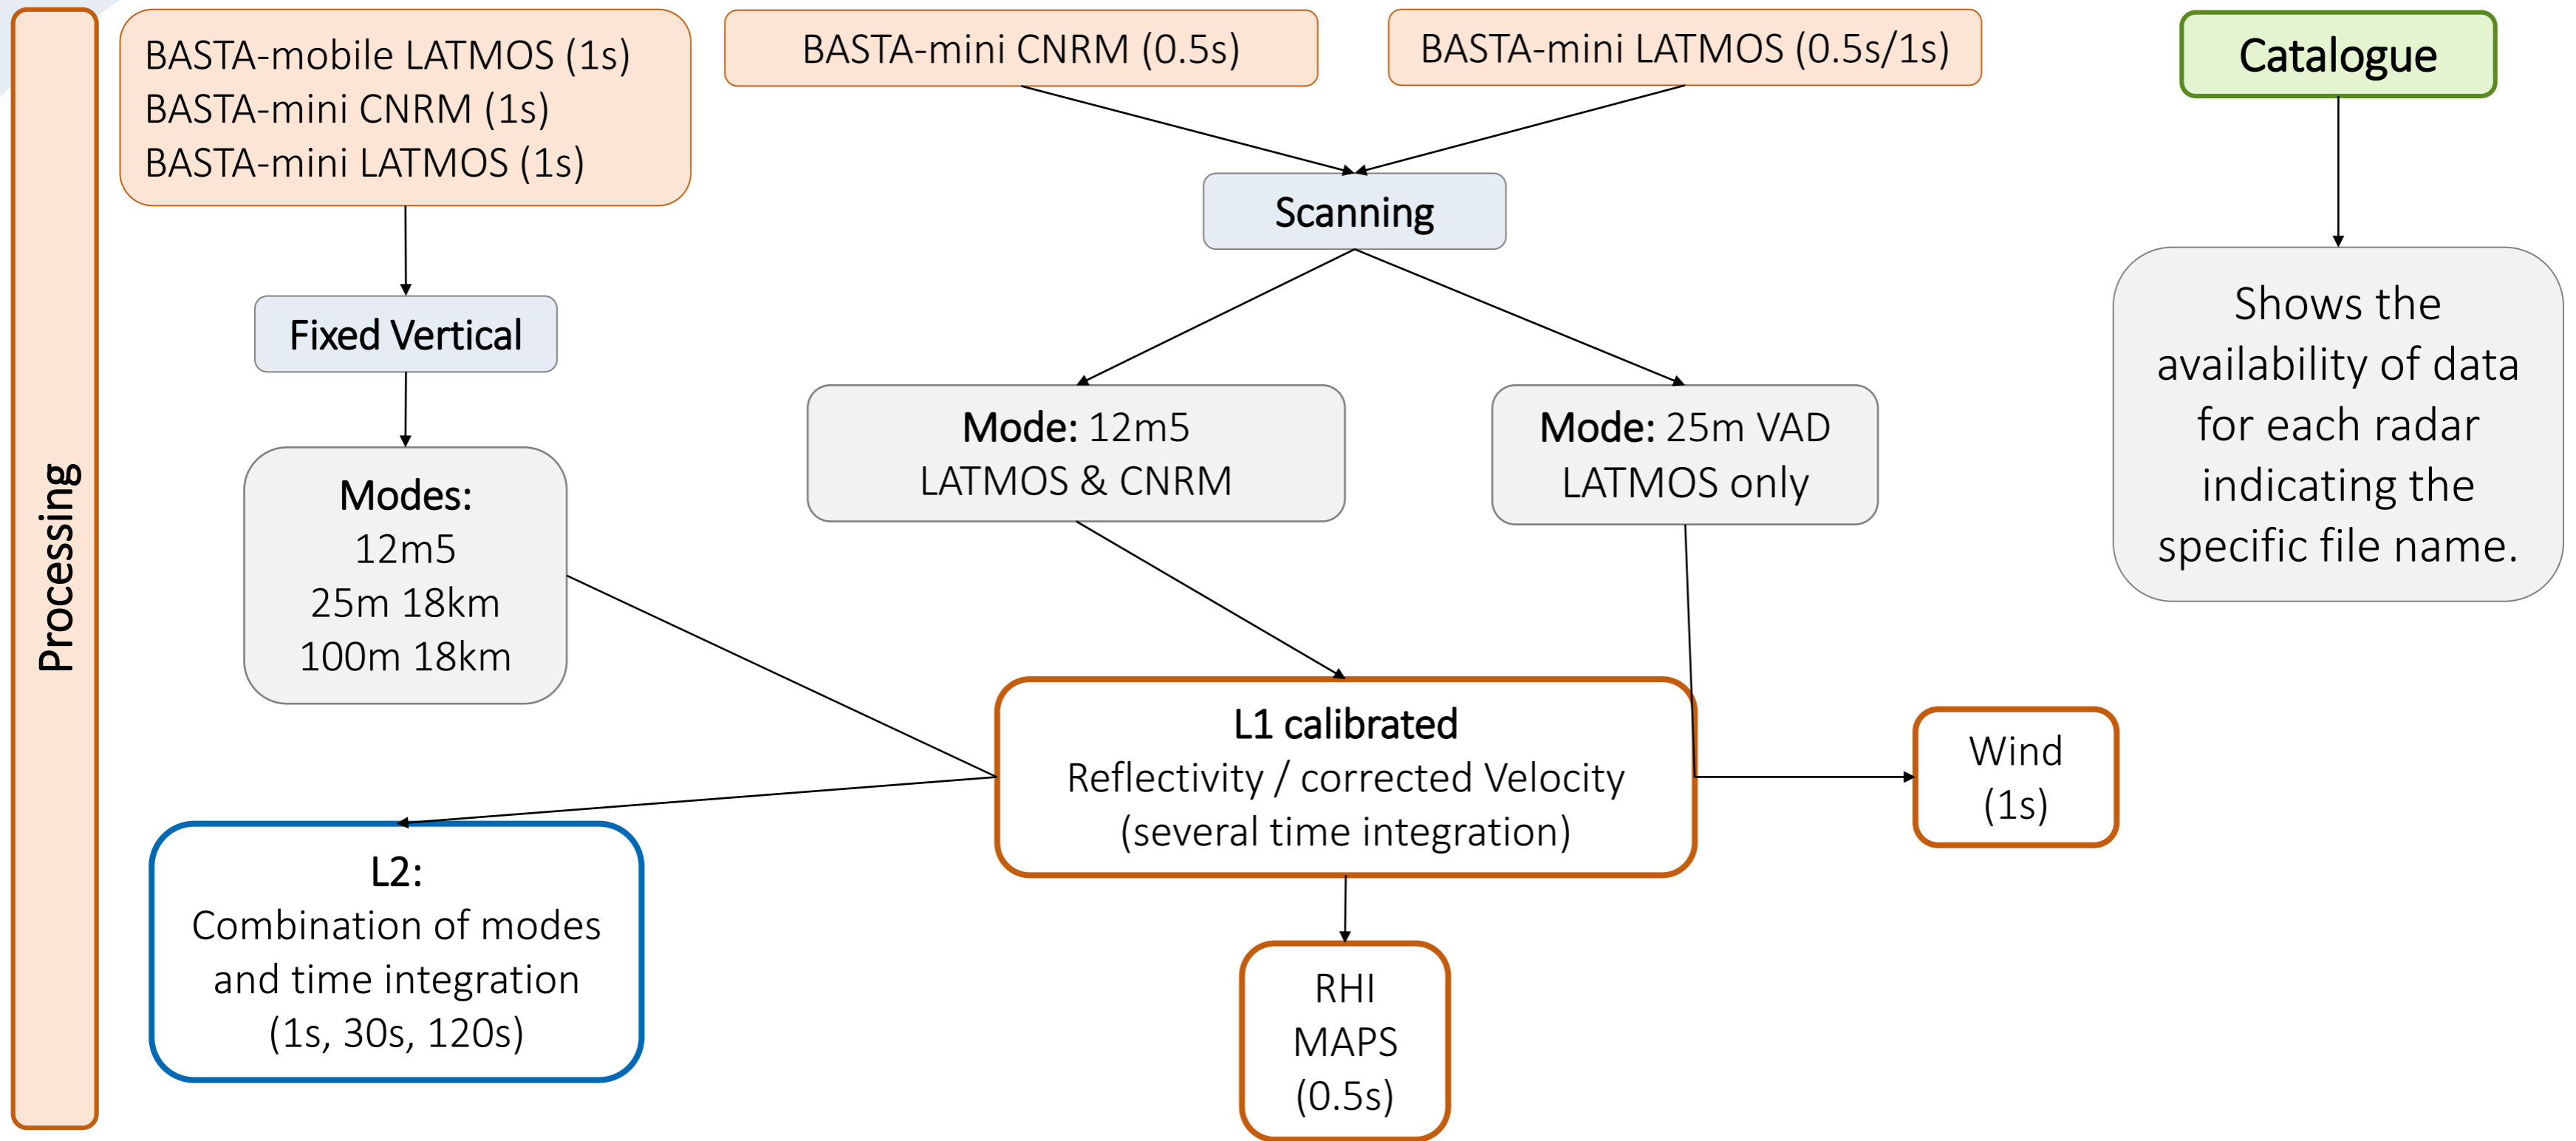 Processing
BASTA-mobile LATMOS (1s)
BASTA-mini CNRM (1s)
BASTA-mini LATMOS (1s)
BASTA-mini CNRM (0.5s)
BASTA-mini LATMOS (0.5s/1s)
Catalogue
Scanning
Fixed Vertical
Shows the
availability of data
for each radar
indicating the
specific file name.
Modes:
12m5
25m 18km
100m 18km
Mode: 12m5
LATMOS & CNRM
Mode: 25m VAD
LATMOS only
L1 calibrated
Reflectivity / corrected Velocity
(several time integration)
Wind
(1s)
L2:
Combination of modes
and time integration
(1s, 30s, 120s)
RHI
MAPS
(0.5s)